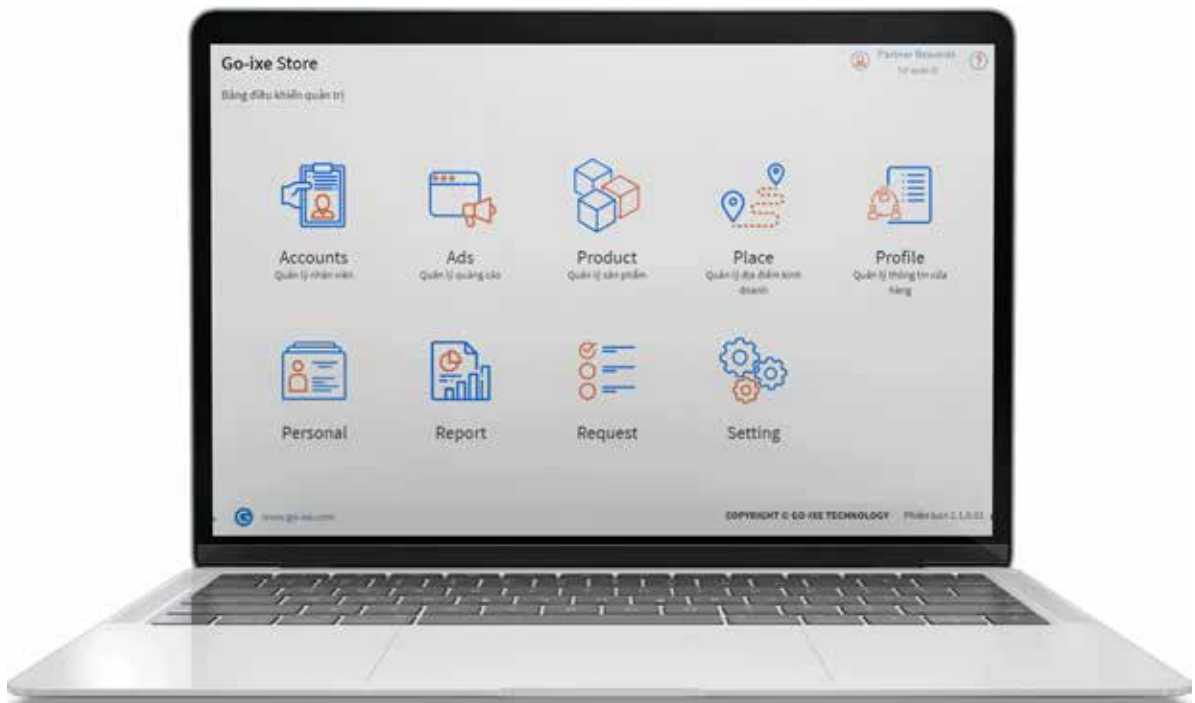 Go-ixe Store
Bảng điều khiển quản trị
Accounts
Quản lý nhân viên
Ads
Quản lý quảng cáo
Product
Quản lý sản phẩm
Place
Quản lý địa điểm kinh
doanh
Profile
Quản lý thông tin cửa
hàng
Personal
Report
Request
Setting
www.go-ixe.com
COPYRIGHT © GO-IXE TECHNOLOGY
Phiên bản